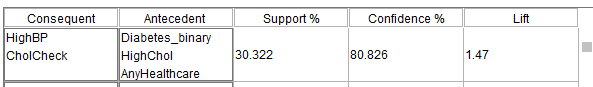 Consequent Antecedent Support % Confidence % Lift
HighBP Diabetes_binary
CholCheck HighChol 30.322 80.826 1.47
AnyHealthcare